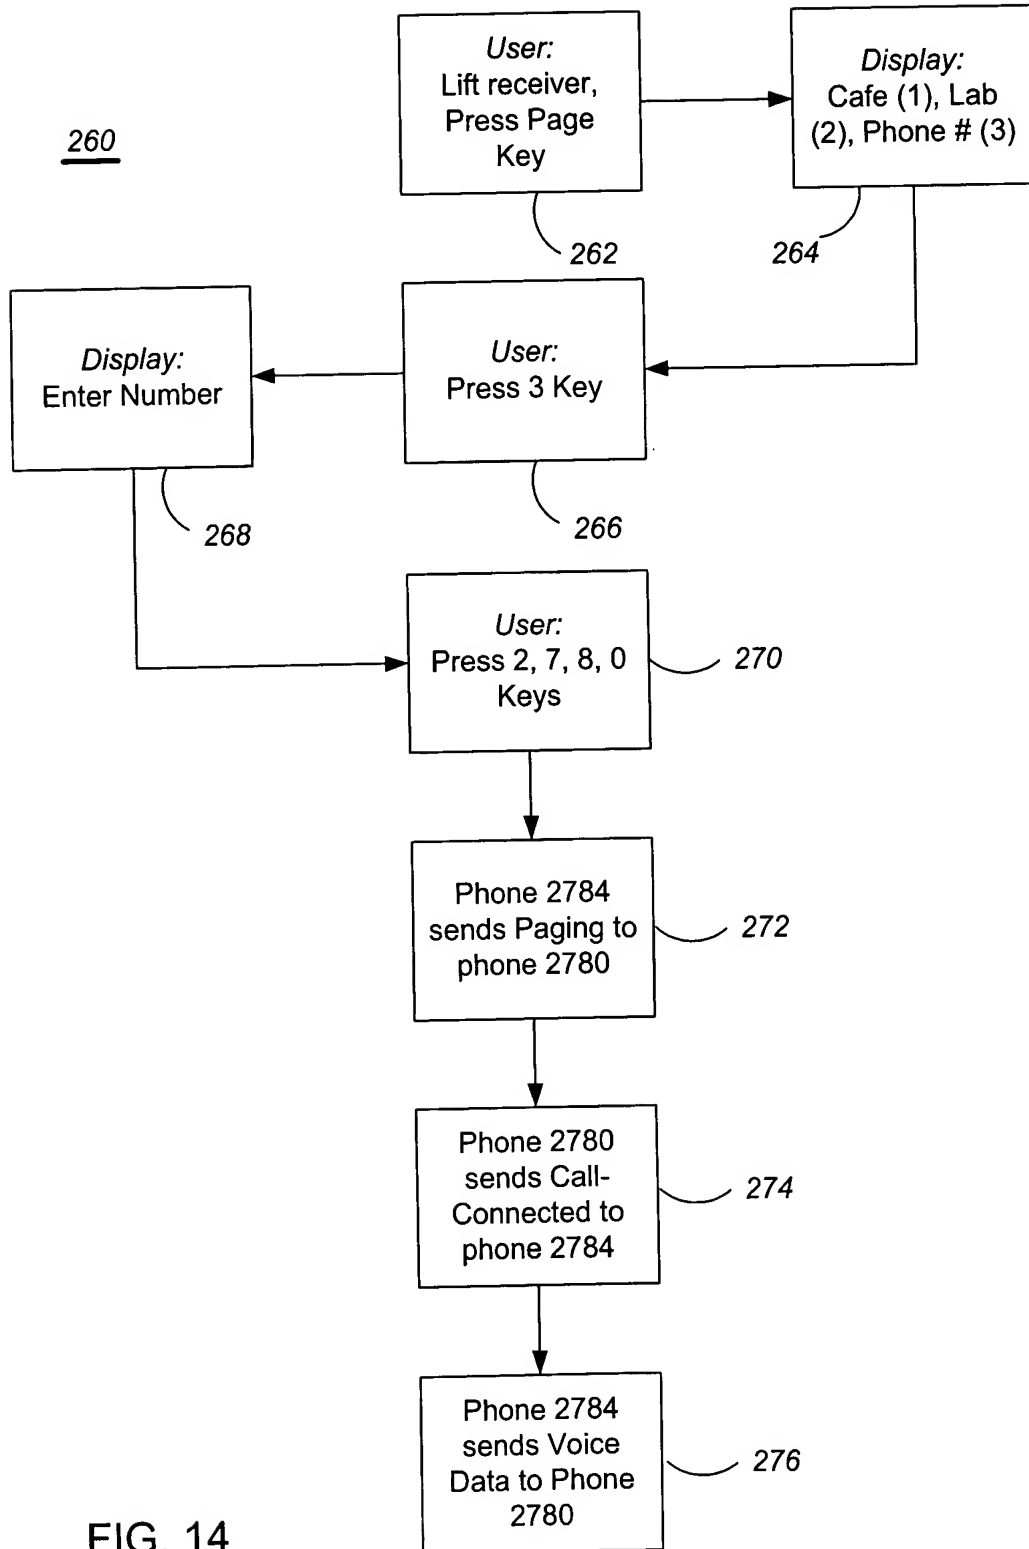 260
User:
Lift receiver,
Press Page
Key
262
Display:
Cafe (1), Lab
(2), Phone # (3)
264
User:
Press 3 Key
266
Display:
Enter Number
268
User:
Press 2, 7, 8, 0
Keys
270
Phone 2784
sends Paging to
phone 2780
272
Phone 2780
sends Call-
Connected to
phone 2784
274
Phone 2784
sends Voice
Data to Phone
2780
276
FIG. 14